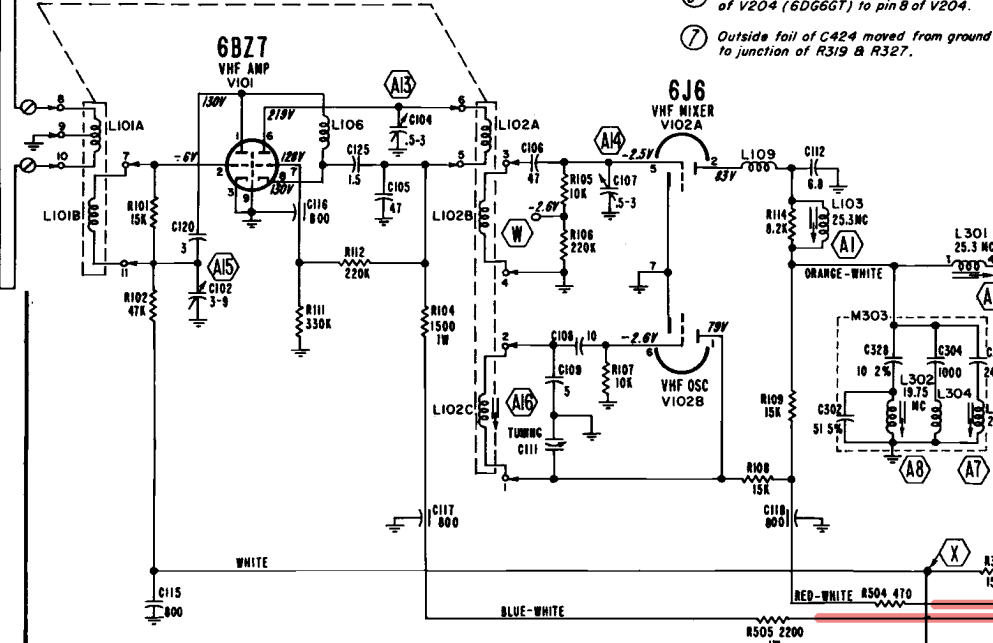 of V204 (6DG6GT) to pin 8 of V204.
7 Outside foil of C424 moved from ground
to junction of R319 & R327.
6BZ7
VHF AMP
V101
130V
219V
128V
130V
-.6V
1
6
2
7
3
8
9
8
9
10
7
11
L101A
L101B
R101
15K
C120
3
A15
C102
3-9
R102
47K
L106
C125
1.5
C116
800
A13
C104
.5-3
C105
47
R112
220K
R111
330K
R104
1500
1W
6
5
L102A
3
L102B
4
2
L102C
1
A16
C106
47
R105
10K
-2.6V
W
R106
220K
A14
C107
.5-3
6J6
VHF MIXER
V102A
-2.5V
5
2
83V
7
C108
10
C109
5
R107
10K
TUNING
C111
-2.6V
6
79V
1
VHF OSC
V102B
L109
C112
6.8
R114
8.2K
L103
25.3MC
A1
ORANGE-WHITE
L301
25.3 MC
3
4
M303
C328
10 2%
C304
1000
L302
19.75
MC
L304
C302
51 5%
A8
A7
R109
15K
R108
15K
C117
800
C118
800
WHITE
X
C115
800
BLUE-WHITE
RED-WHITE
R504 470
R505 2200